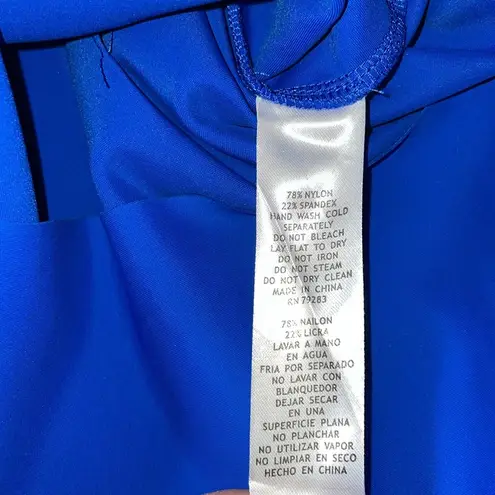 78% NYLON
22% SPANDEX
HAND WASH COLD
SEPARATELY
DO NOT BLEACH
LAY FLAT TO DRY
DO NOT IRON
DO NOT STEAM
DO NOT DRY CLEAN
MADE IN CHINA
RN 79283
78% NAILON
22% LICRA
LAVAR A MANO
EN AGUA
FRIA POR SEPARADO
NO LAVAR CON
BLANQUEDOR
DEJAR SECAR
EN UNA
SUPERFICIE PLANA
NO PLANCHAR
NO UTILIZAR VAPOR
NO LIMPIAR EN SECO
HECHO EN CHINA